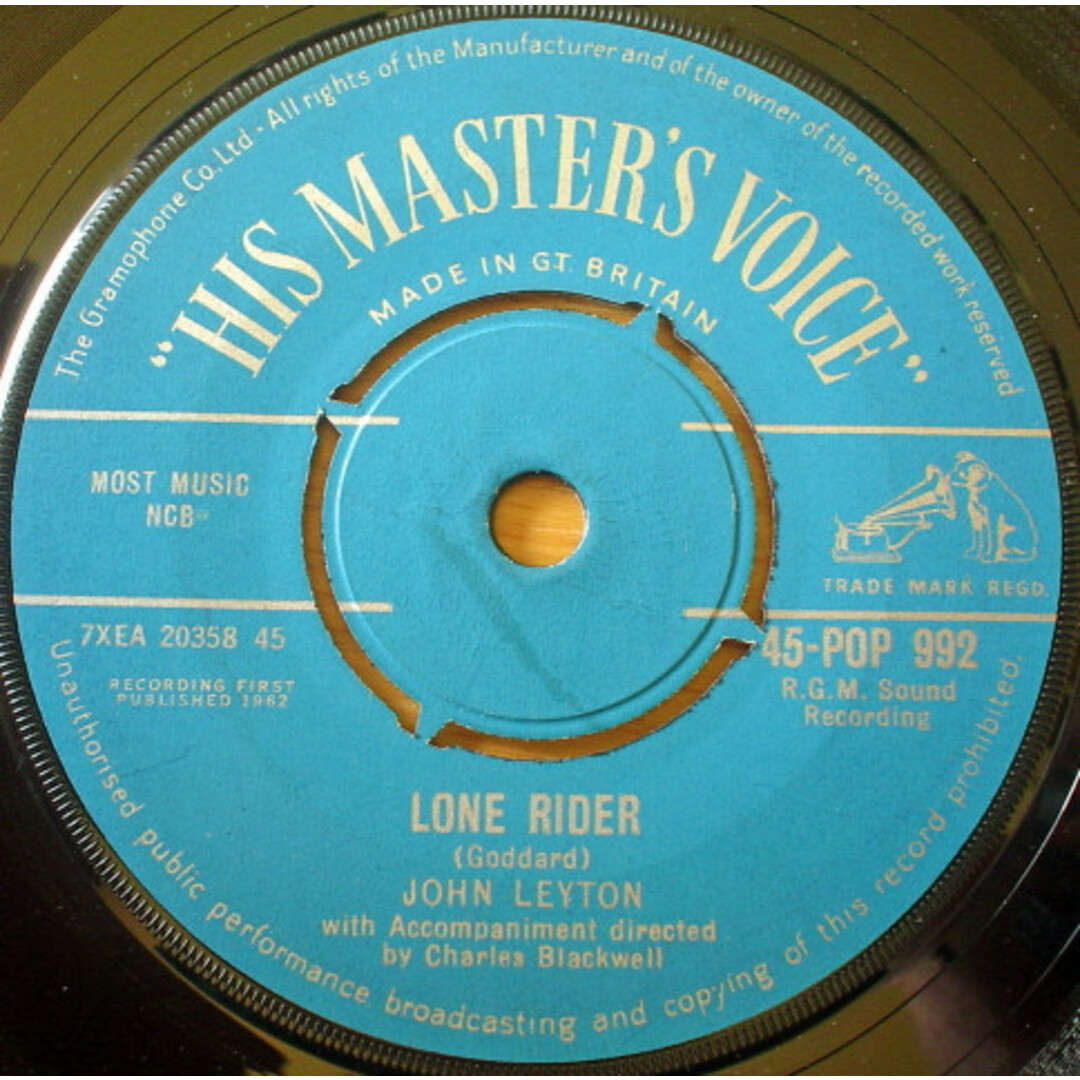 The Gramophone Co., Ltd · All rights of the Manufacturer and of the owner of the recorded work reserved
"HIS MASTER'S VOICE"
MADE IN GT. BRITAIN
MOST MUSIC
NCB
TRADE MARK REGD.
7XEA 20358 45
RECORDING FIRST
PUBLISHED 1962
45-POP 992
R.G.M. Sound
Recording
LONE RIDER
(Goddard)
JOHN LEYTON
with Accompaniment directed
by Charles Blackwell
Unauthorised public performance broadcasting and copying of this record prohibited.